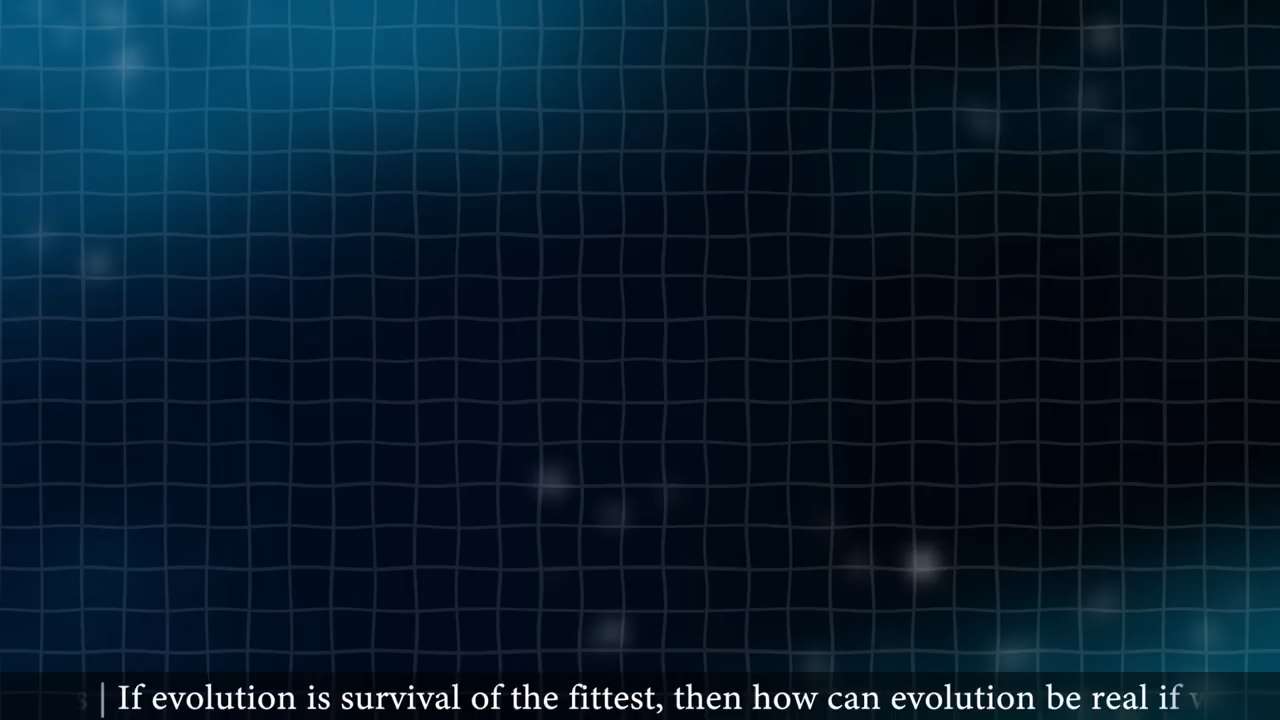 | If evolution is survival of the fittest, then how can evolution be real if